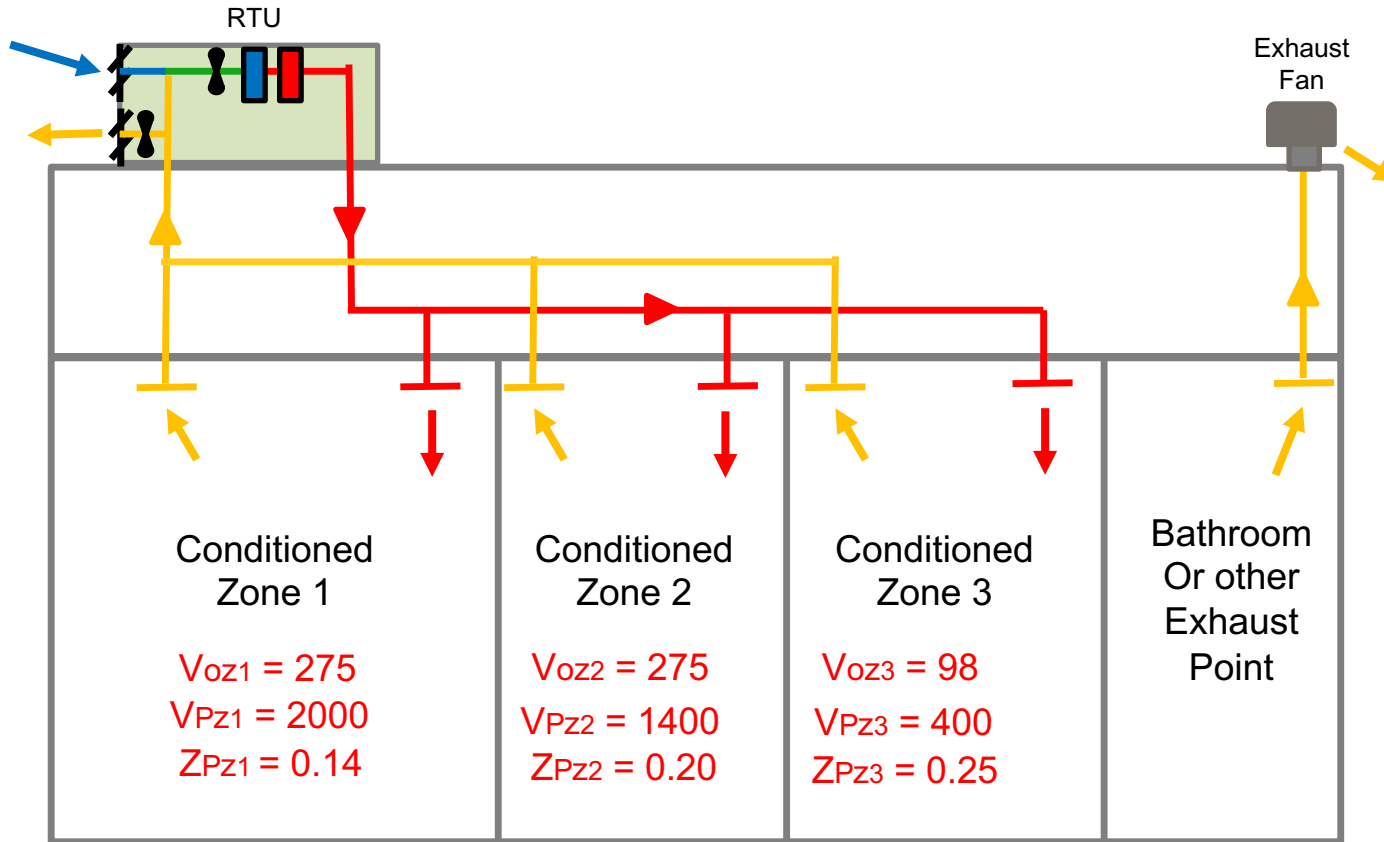 RTU
Exhaust
Fan
Conditioned
Zone 1
Voz1 = 275
VPz1 = 2000
ZPz1 = 0.14
Conditioned
Zone 2
Voz2 = 275
VPz2 = 1400
ZPz2 = 0.20
Conditioned
Zone 3
Voz3 = 98
VPz3 = 400
ZPz3 = 0.25
Bathroom
Or other
Exhaust
Point